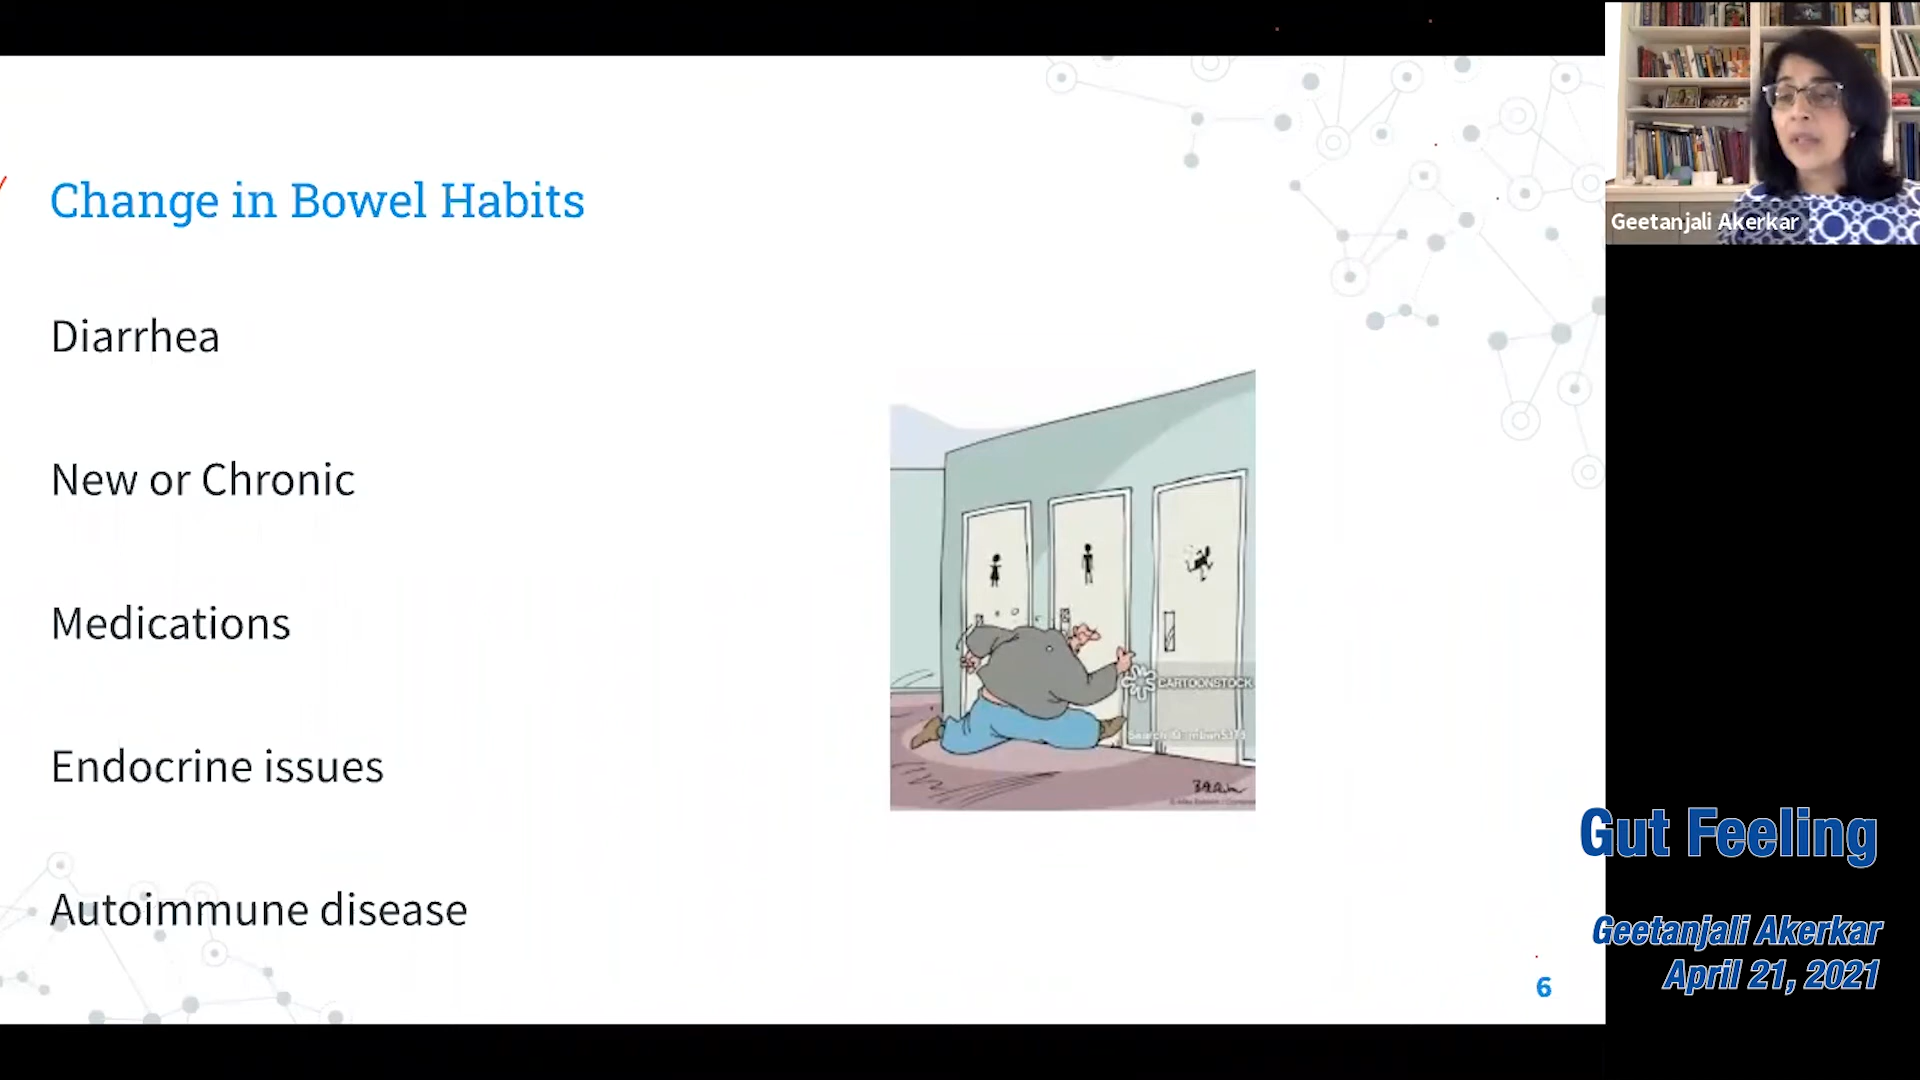 Change in Bowel Habits
Diarrhea
New or Chronic
Medications
Endocrine issues
Autoimmune disease
CARTOONSTOCK
6
Geetanjali Akerkar
Gut Feeling
Geetanjali Akerkar
April 21, 2021